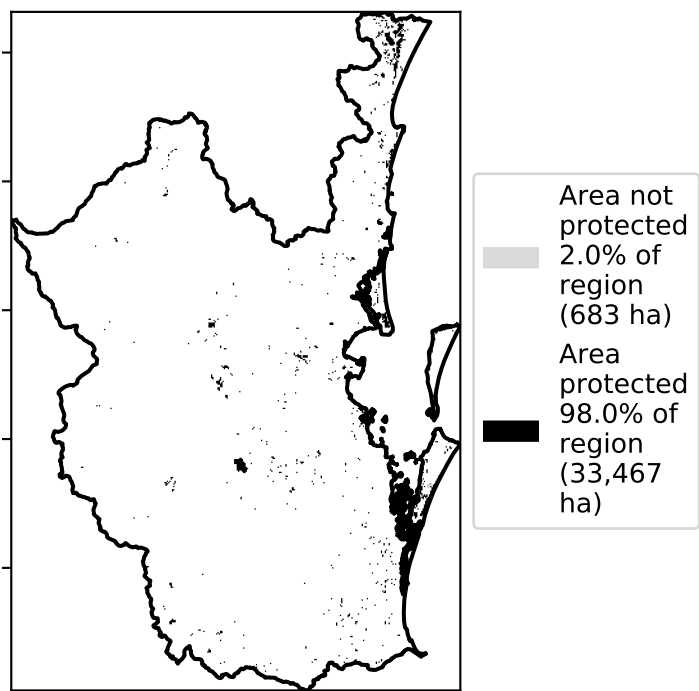 Area not
protected
2.0% of
region
(683 ha)
Area
protected
98.0% of
region
(33,467
ha)